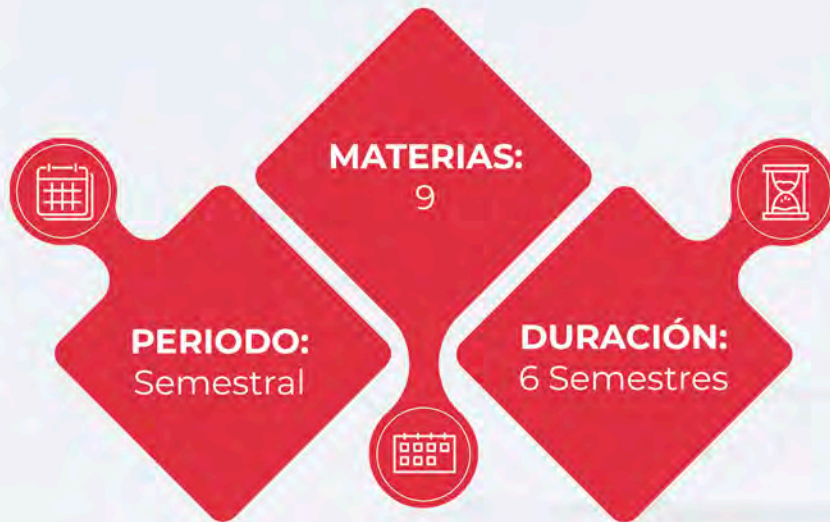 MATERIAS:
9
PERIODO:
Semestral
DURACIÓN:
6 Semestres